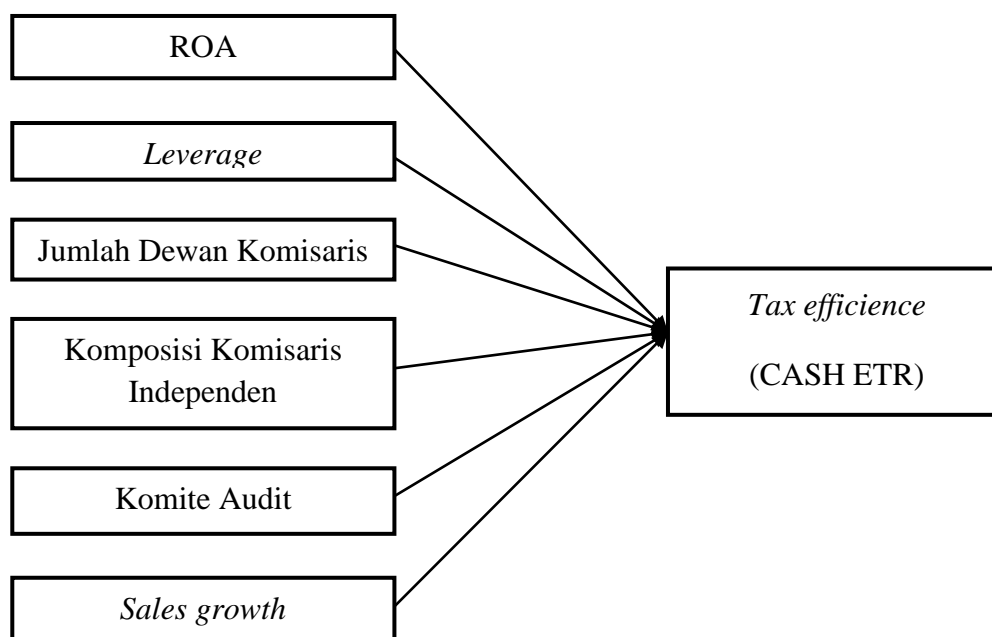 ROA
Leverage
Jumlah Dewan Komisaris
Komposisi Komisaris
Independen
Komite Audit
Sales growth
Tax efficience
(CASH ETR)